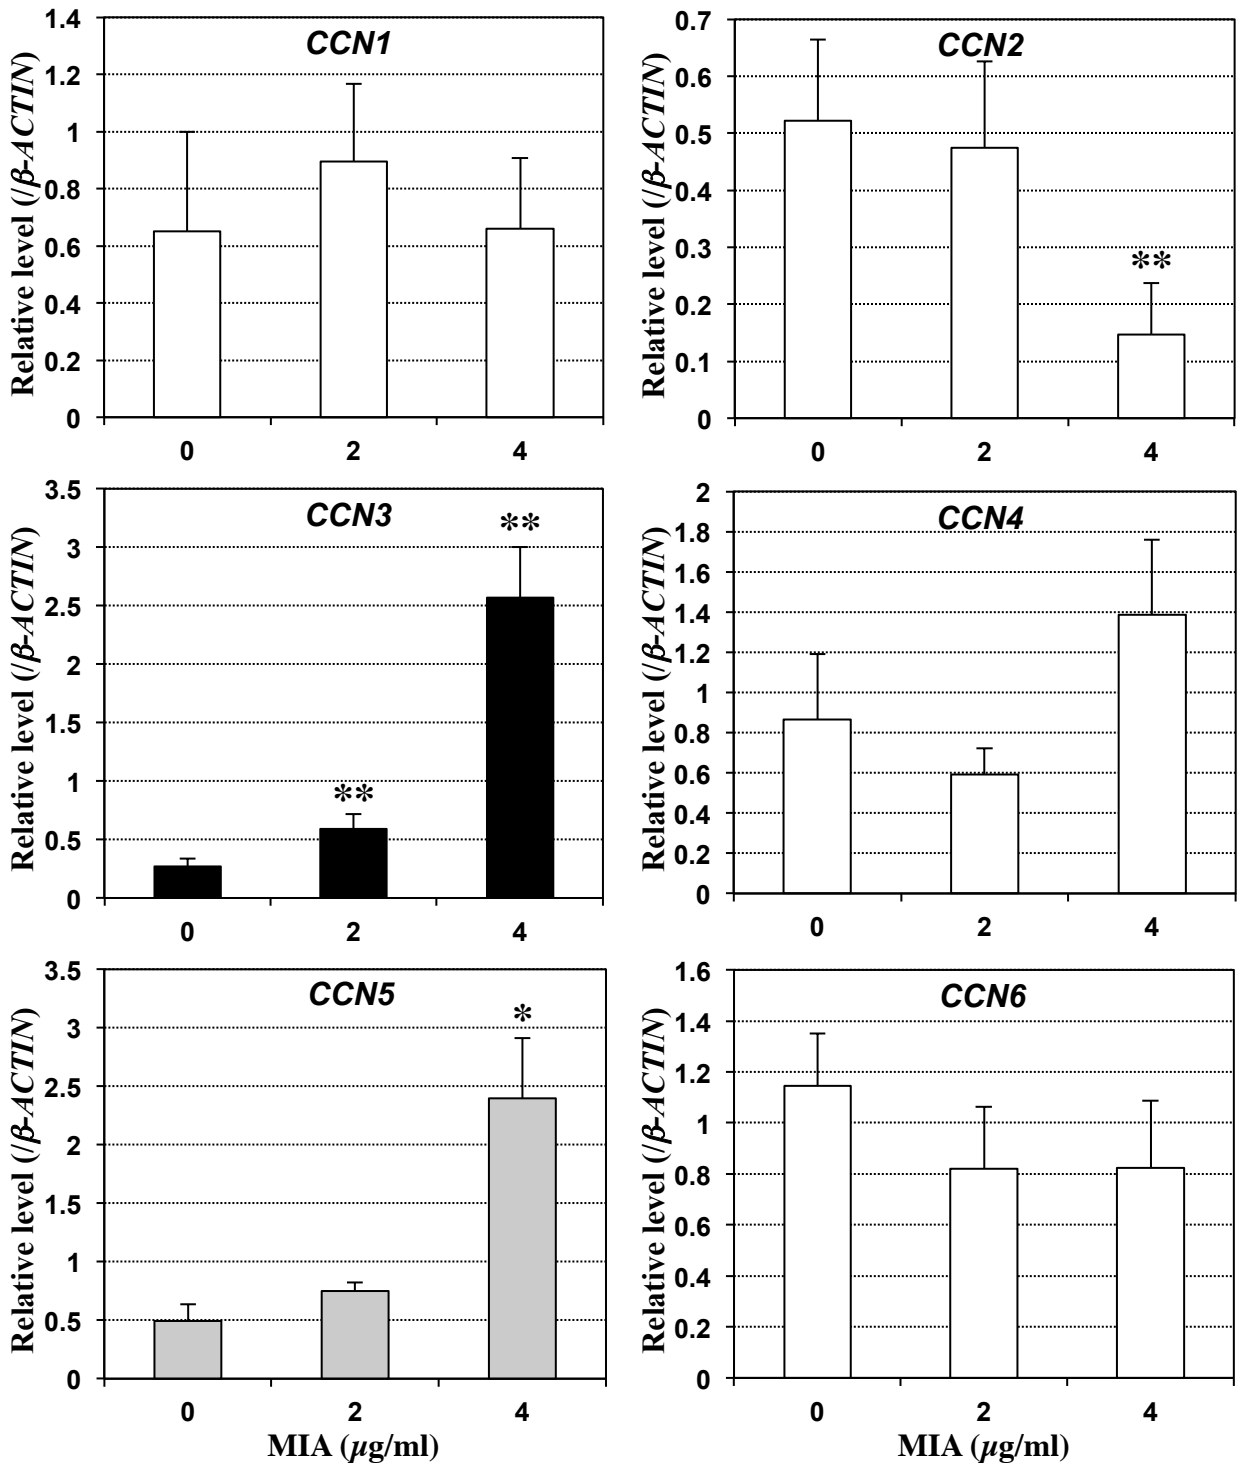 CCN1
Relative level (/β-ACTIN)
1.4
1.2
1
0.8
0.6
0.4
0.2
0
0 2 4
CCN2
Relative level (/β-ACTIN)
0.7
0.6
0.5
0.4
0.3
0.2
0.1
0
**
0 2 4
CCN3
Relative level (/β-ACTIN)
3.5
3
2.5
2
1.5
1
0.5
0
**
**
0 2 4
CCN4
Relative level (/β-ACTIN)
2
1.8
1.6
1.4
1.2
1
0.8
0.6
0.4
0.2
0
0 2 4
CCN5
Relative level (/β-ACTIN)
3.5
3
2.5
2
1.5
1
0.5
0
*
0 2 4
MIA (µg/ml)
CCN6
Relative level (/β-ACTIN)
1.6
1.4
1.2
1
0.8
0.6
0.4
0.2
0
0 2 4
MIA (µg/ml)